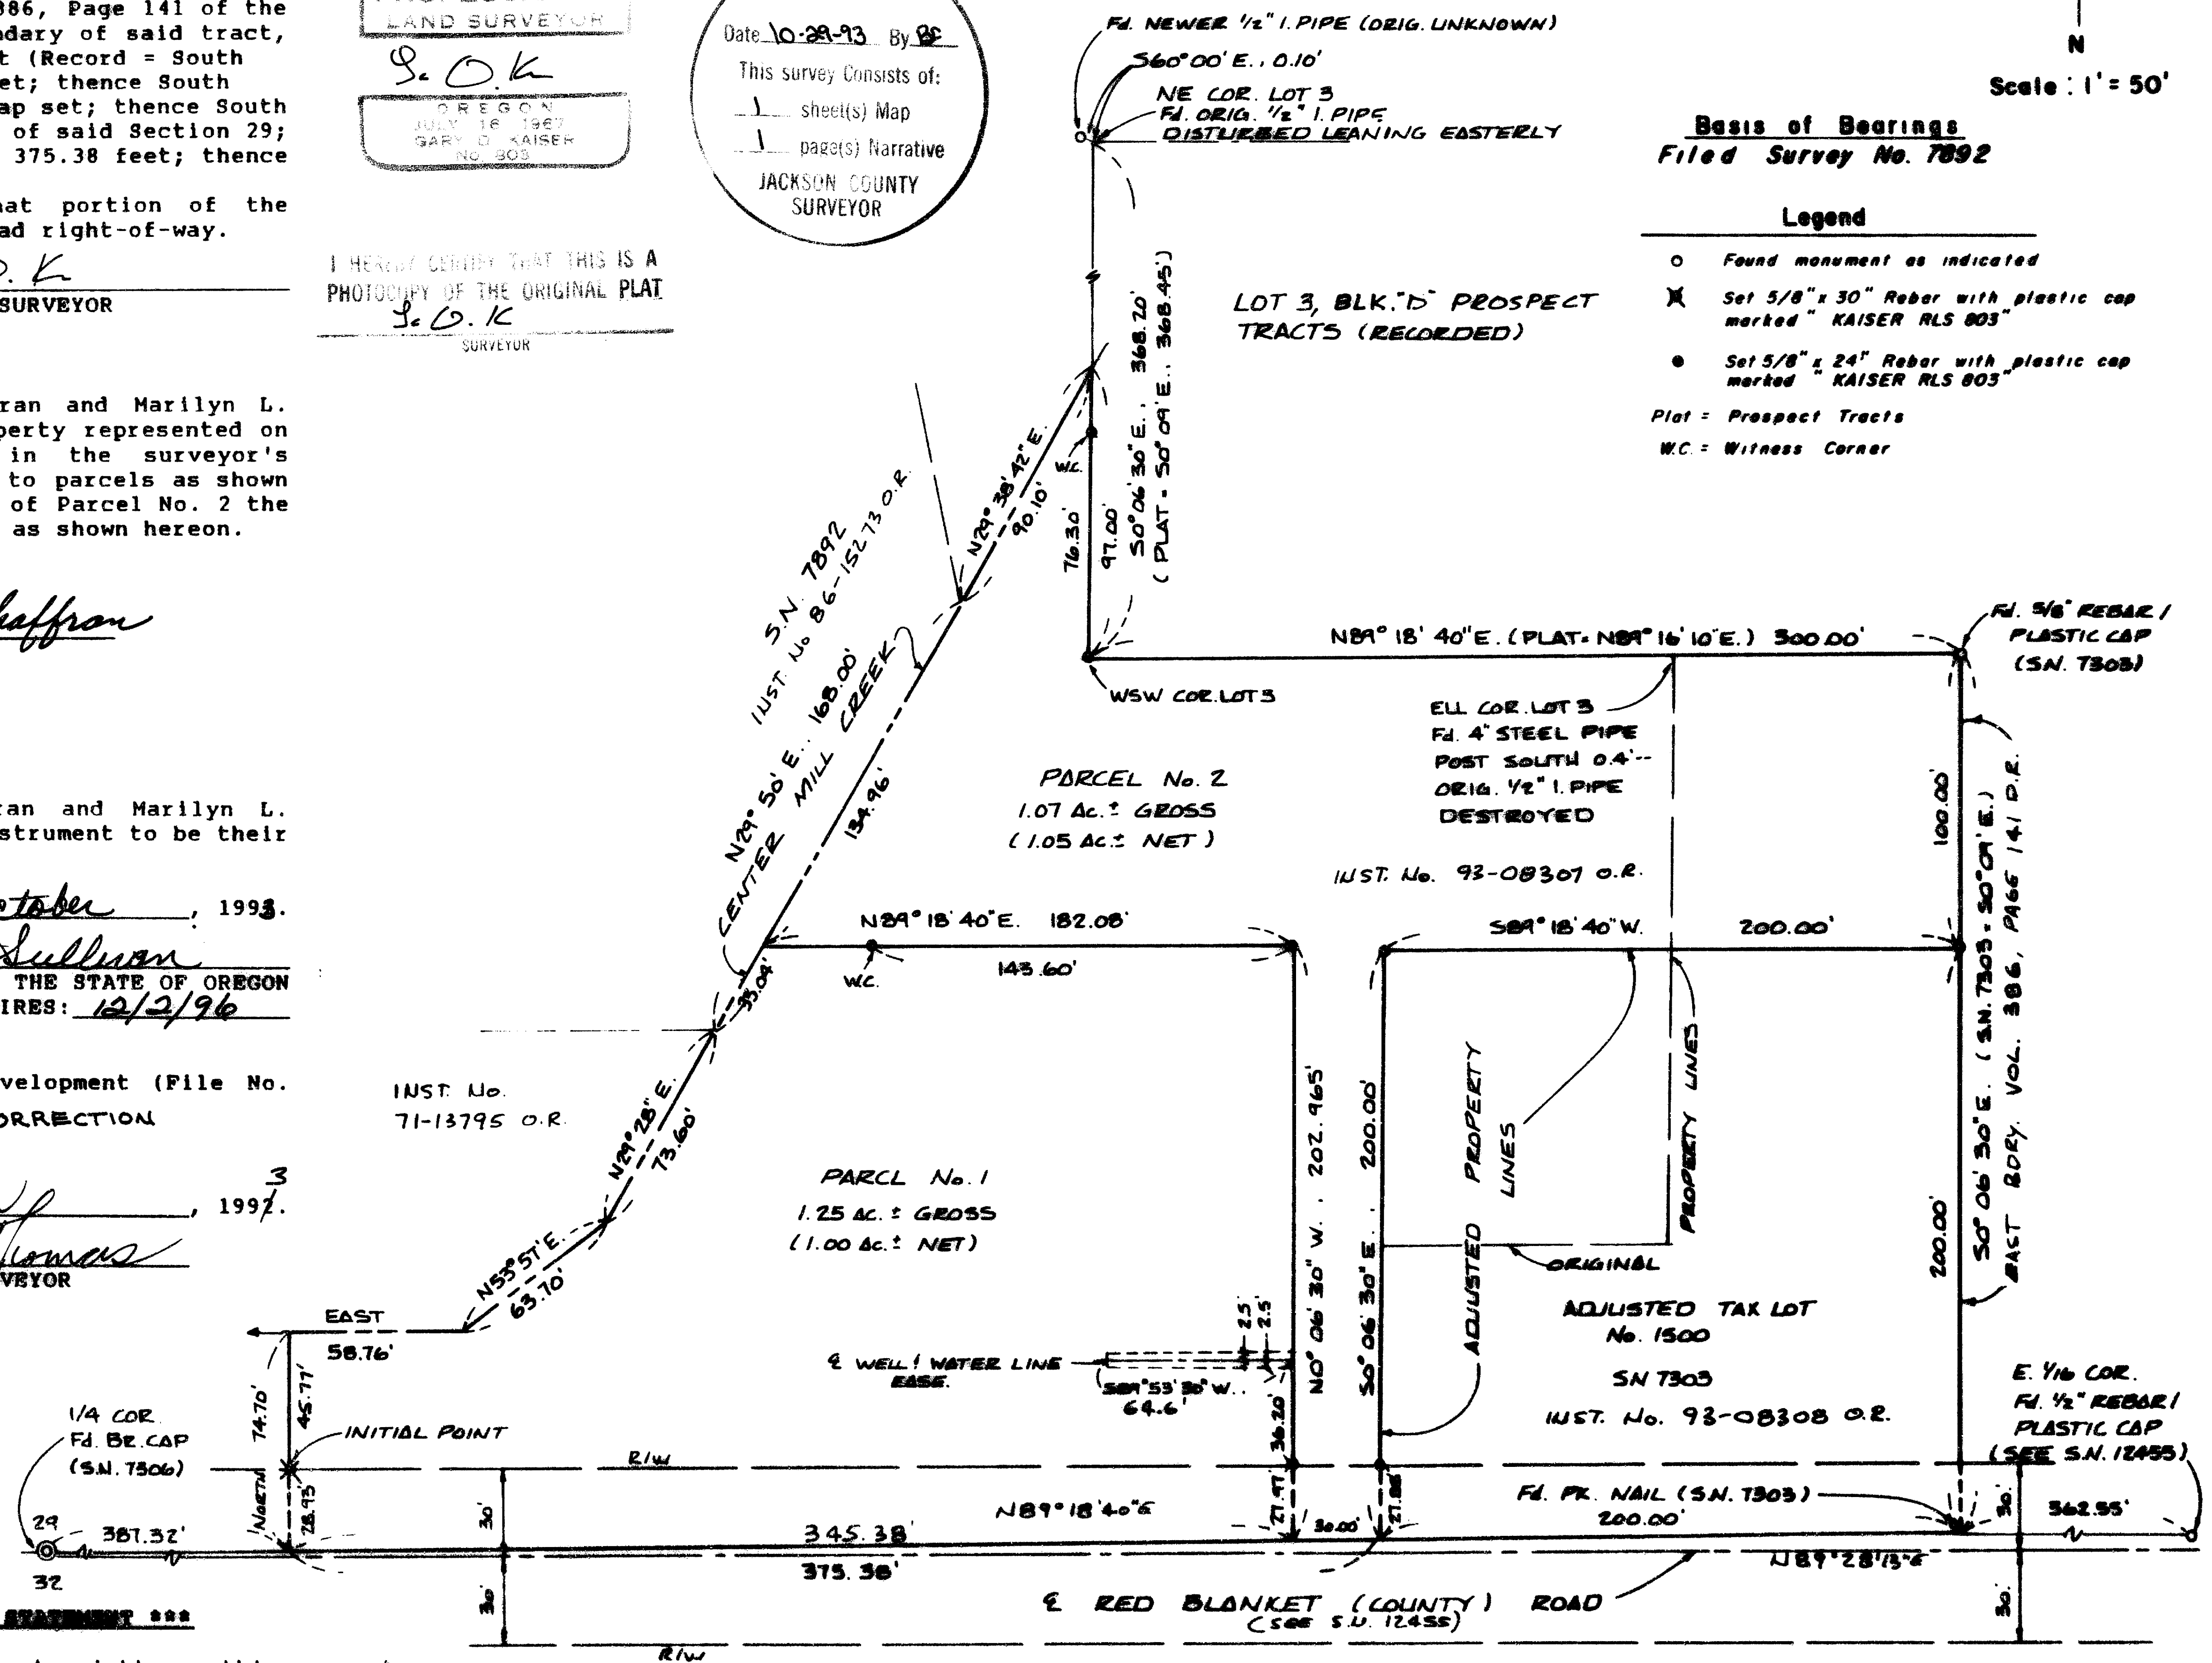 886, Page 141 of the
ndary of said tract,
t (Record = South
et; thence South
ap set; thence South
of said Section 29;
375.38 feet; thence
hat portion of the
ad right-of-way.
SURVEYOR
ran and Marilyn L.
perty represented on
in the surveyor's
to parcels as shown
of Parcel No. 2 the
as shown hereon.
haffran
ran and Marilyn L.
strument to be their
ctober, 1993.
Sullivan
THE STATE OF OREGON
IRES: 12/2/96
velopment (File No.
ORRECTION
3
, 1992.
Thomas
VEYOR
STATEMENT ***
LAND SURVEYOR
OREGON
JULY 16 1967
GARY D. KAISER
No. 803
I HEREBY CERTIFY THAT THIS IS A
PHOTOCOPY OF THE ORIGINAL PLAT
SURVEYOR
Date 10-29-93 By
This survey Consists of:
1 sheet(s) Map
1 page(s) Narrative
JACKSON COUNTY
SURVEYOR
Fd. NEWER 1/2" I. PIPE (ORIG. UNKNOWN)
S60°00' E., 0.10'
NE COR. LOT 3
Fd. ORIG. 1/2" I. PIPE
DISTURBED LEANING EASTERLY
N
Scale: 1' = 50'
Basis of Bearings
Filed Survey No. 7892
Legend
Found monument as indicated
Set 5/8" x 30" Rebar with plastic cap
marked "KAISER RLS 803"
Set 5/8" x 24" Rebar with plastic cap
marked "KAISER RLS 803"
Plat = Prospect Tracts
W.C. = Witness Corner
LOT 3, BLK. "D" PROSPECT
TRACTS (RECORDED)
S0°06'30"E., 368.20'
(PLAT = S0°09'E., 368.45')
N29°38'42"E.
90.10'
W.C.
76.30'
97.00'
S.N. 7892
INST. No 86-15273 O.R.
N29°50'E., 168.00'
CENTER MILL CREEK
134.96'
N89°18'40"E. (PLAT= N89°16'10"E.) 300.00'
Fd. 5/8" REBAR /
PLASTIC CAP
(S.N. 7303)
WSW COR. LOT 3
ELL COR. LOT 3
Fd. 4" STEEL PIPE
POST SOUTH 0.4'--
ORIG. 1/2" I. PIPE
DESTROYED
PARCEL No. 2
1.07 Ac.± GROSS
(1.05 Ac.± NET)
INST. No. 93-08307 O.R.
100.00'
S0°06'30"E. (S.N. 7303= S0°09'E.)
EAST BDRY. VOL. 386, PAGE 141 D.R.
N89°18'40"E. 182.08'
143.60'
W.C.
S89°18'40"W. 200.00'
33.04'
INST. No.
71-13795 O.R.
N29°28'E.
73.60'
PARCL No. 1
1.25 Ac.± GROSS
(1.00 Ac.± NET)
N53°57'E.
63.70'
EAST
58.76'
N0°06'30"W., 202.965'
S0°06'30"E., 200.00'
ADJUSTED PROPERTY
LINES
PROPERTY LINES
ORIGINAL
200.00'
ADJUSTED TAX LOT
No. 1500
SN 7303
INST. No. 93-08308 O.R.
℄ WELL / WATER LINE
EASE.
2.5'
2.5'
S89°53'30"W.
64.6'
36.20'
1/4 COR.
Fd. BR. CAP
(S.N. 7306)
NORTH 74.70'
45.77'
28.93'
INITIAL POINT
R/W
E. 1/16 COR.
Fd. 1/2" REBAR /
PLASTIC CAP
(SEE S.N. 12455)
Fd. PK. NAIL (S.N. 7303)
29
32
387.32'
30'
30'
N89°18'40"E
345.38'
375.38'
27.97'
30.00'
200.00'
30.'
30.'
362.55'
N89°28'13"E
℄ RED BLANKET (COUNTY) ROAD
(SEE S.N. 12455)
R/W